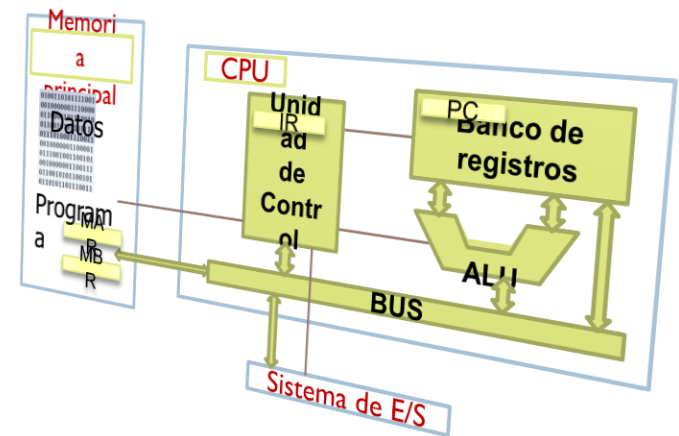 Memori
a
principal
Datos
Program
a
MA
R
MB
R
CPU
Unid
ad
de
Contr
ol
IR
PC
Banco de
registros
ALU
BUS
Sistema de E/S